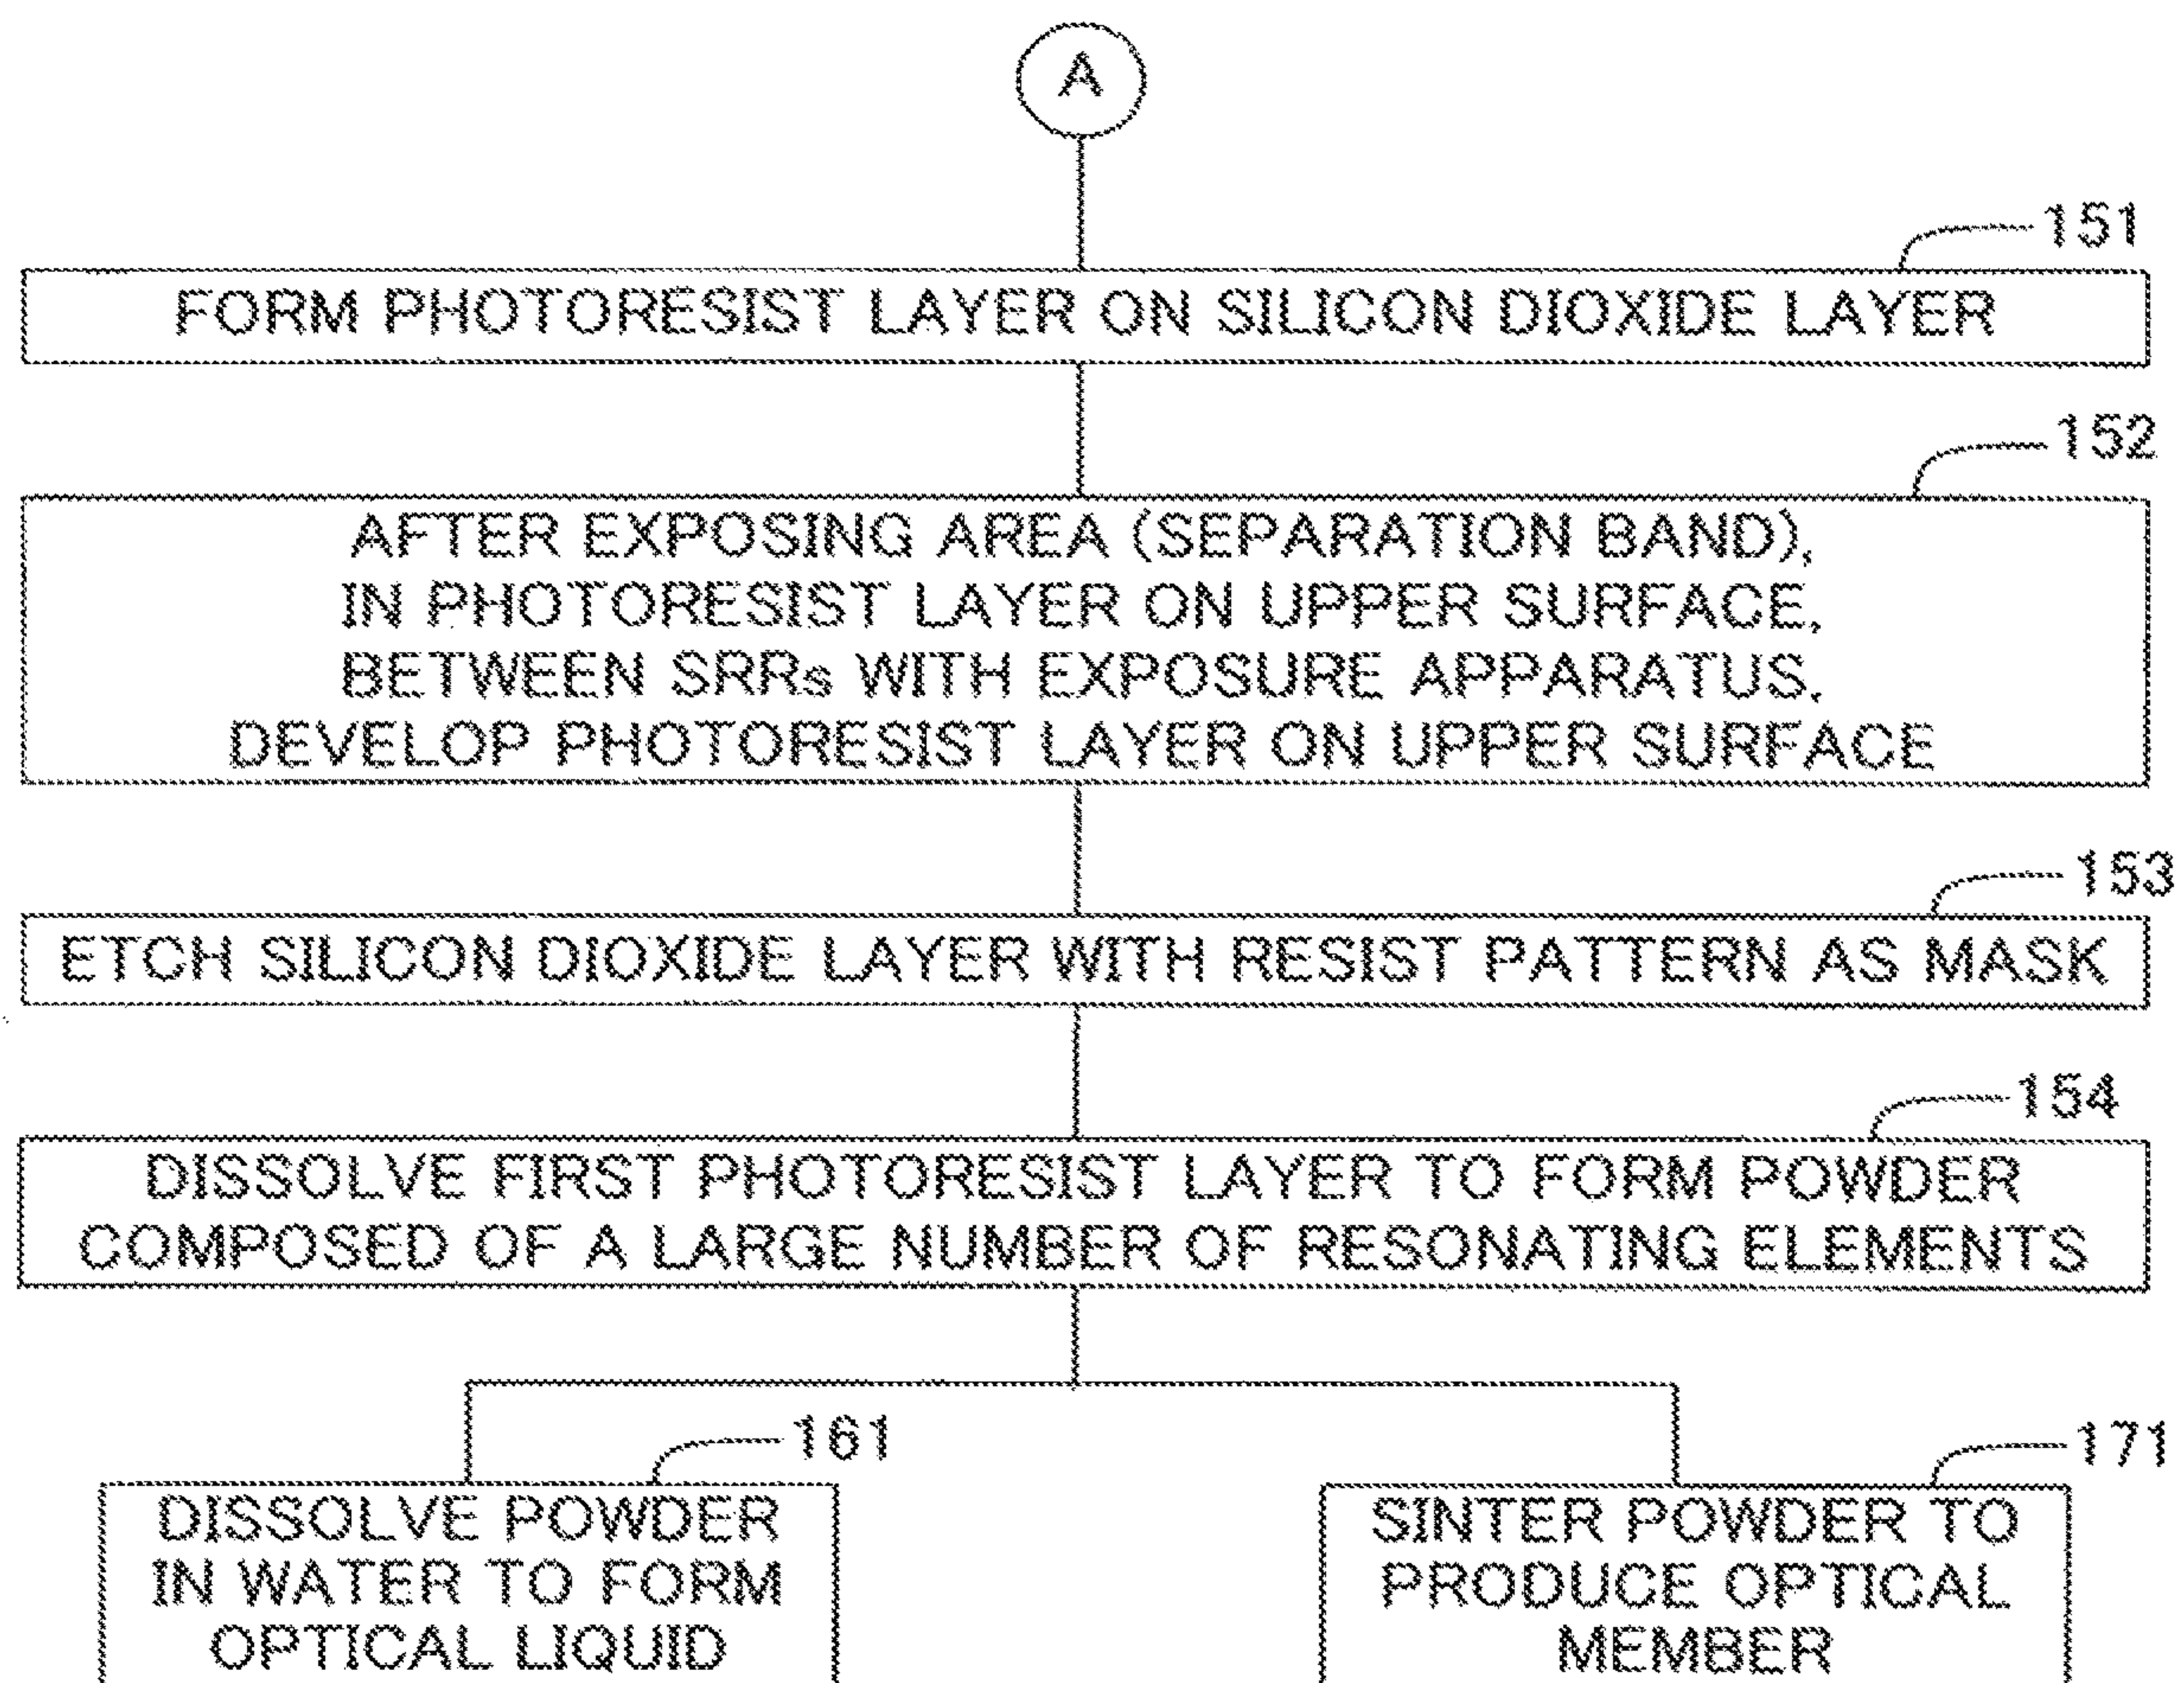 A
151
FORM PHOTORESIST LAYER ON SILICON DIOXIDE LAYER
152
AFTER EXPOSING AREA (SEPARATION BAND),
IN PHOTORESIST LAYER ON UPPER SURFACE,
BETWEEN SRRs WITH EXPOSURE APPARATUS,
DEVELOP PHOTORESIST LAYER ON UPPER SURFACE
153
ETCH SILICON DIOXIDE LAYER WITH RESIST PATTERN AS MASK
154
DISSOLVE FIRST PHOTORESIST LAYER TO FORM POWDER
COMPOSED OF A LARGE NUMBER OF RESONATING ELEMENTS
161
DISSOLVE POWDER
IN WATER TO FORM
OPTICAL LIQUID
171
SINTER POWDER TO
PRODUCE OPTICAL
MEMBER